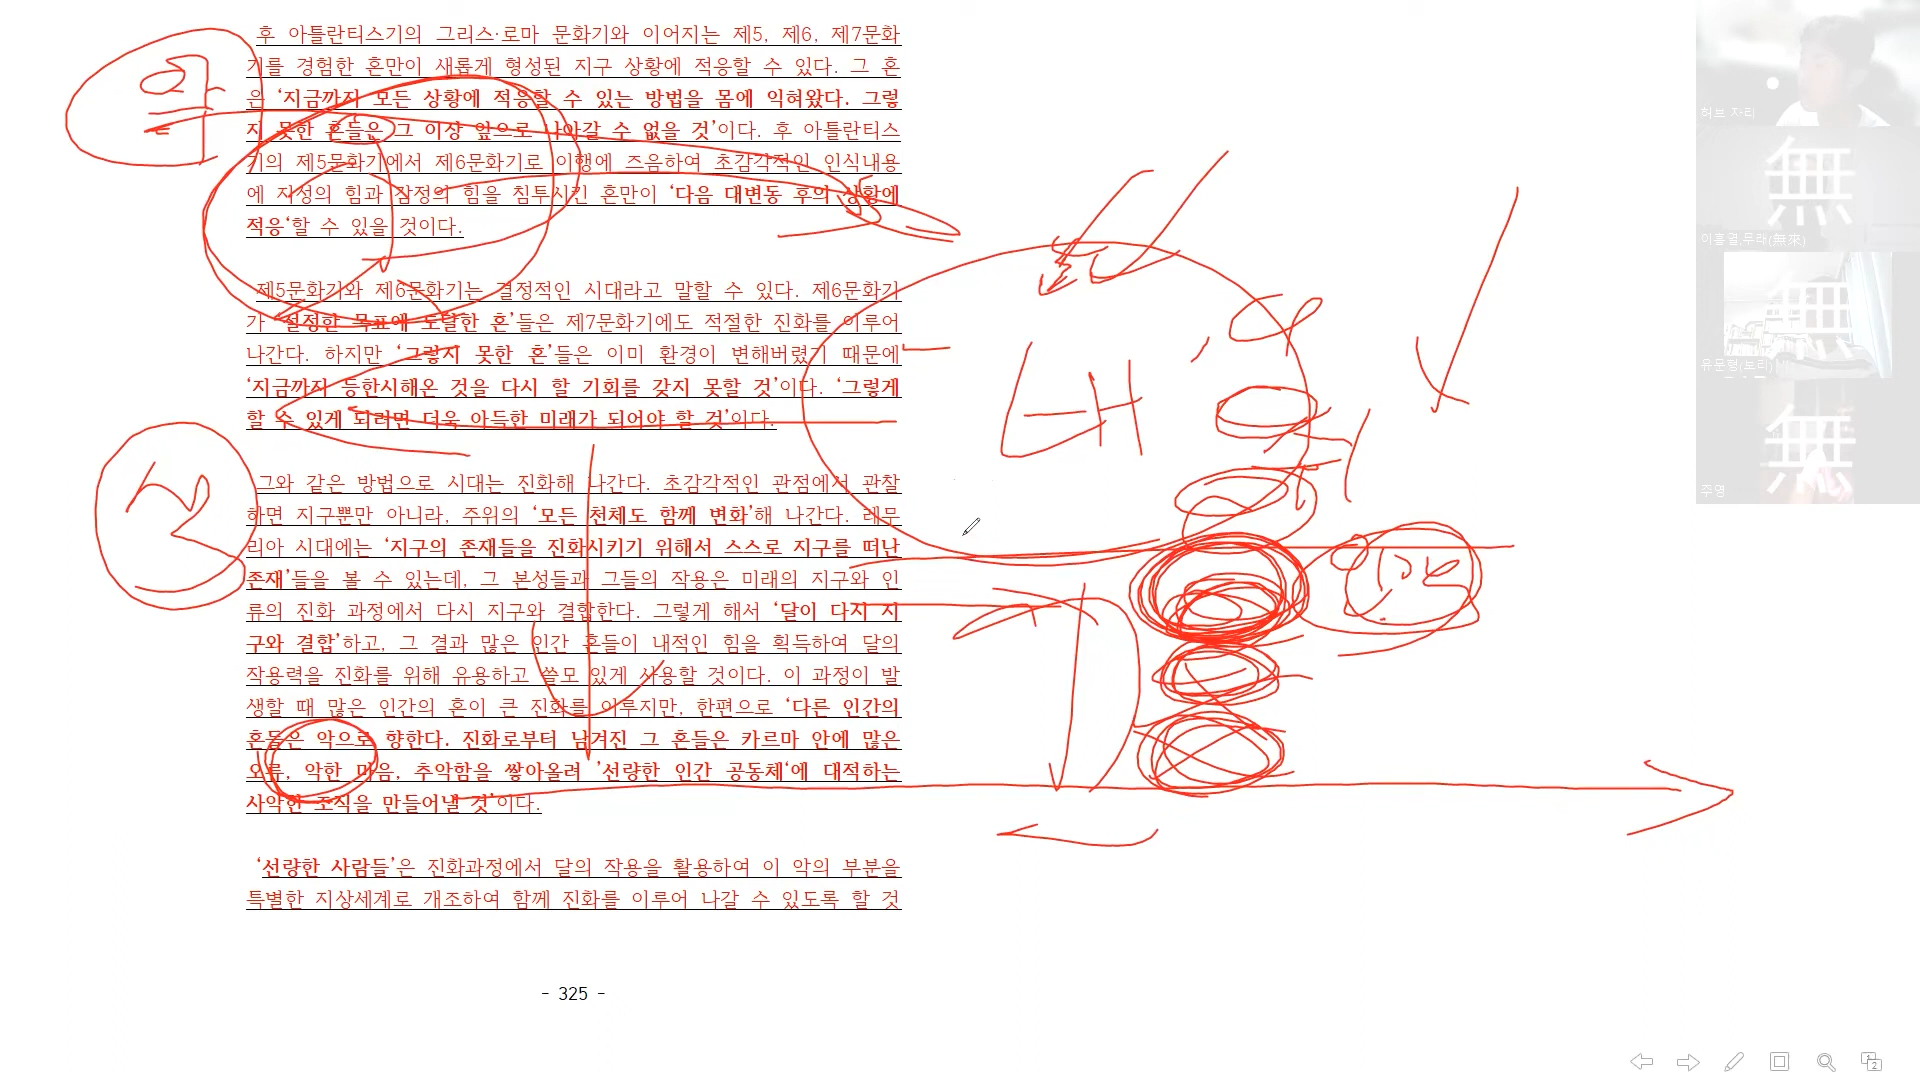 후 아틀란티스기의 그리스·로마 문화기와 이어지는 제5, 제6, 제7문화
기를 경험한 혼만이 새롭게 형성된 지구 상황에 적응할 수 있다. 그 혼
은 ‘지금까지 모든 상황에 적응할 수 있는 방법을 몸에 익혀왔다. 그렇
지 못한 혼들은 그 이상 앞으로 나아갈 수 없을 것’이다. 후 아틀란티스
기의 제5문화기에서 제6문화기로 이행에 즈음하여 초감각적인 인식내용
에 지성의 힘과 감정의 힘을 침투시킨 혼만이 ‘다음 대변동 후의 상황에
적응‘할 수 있을 것이다.
제5문화기와 제6문화기는 결정적인 시대라고 말할 수 있다. 제6문화기
가 ‘설정한 목표에 도달한 혼’들은 제7문화기에도 적절한 진화를 이루어
나간다. 하지만 ‘그렇지 못한 혼’들은 이미 환경이 변해버렸기 때문에
‘지금까지 등한시해온 것을 다시 할 기회를 갖지 못할 것’이다. ‘그렇게
할 수 있게 되려면 더욱 아득한 미래가 되어야 할 것’이다.
그와 같은 방법으로 시대는 진화해 나간다. 초감각적인 관점에서 관찰
하면 지구뿐만 아니라, 주위의 ‘모든 천체도 함께 변화’해 나간다. 레무
리아 시대에는 ‘지구의 존재들을 진화시키기 위해서 스스로 지구를 떠난
존재’들을 볼 수 있는데, 그 본성들과 그들의 작용은 미래의 지구와 인
류의 진화 과정에서 다시 지구와 결합한다. 그렇게 해서 ‘달이 다시 지
구와 결합’하고, 그 결과 많은 인간 혼들이 내적인 힘을 획득하여 달의
작용력을 진화를 위해 유용하고 쓸모 있게 사용할 것이다. 이 과정이 발
생할 때 많은 인간의 혼이 큰 진화를 이루지만, 한편으로 ‘다른 인간의
혼들은 악으로 향한다. 진화로부터 남겨진 그 혼들은 카르마 안에 많은
오류, 악한 마음, 추악함을 쌓아올려 ’선량한 인간 공동체‘에 대적하는
사악한 조직을 만들어낼 것’이다.
‘선량한 사람들’은 진화과정에서 달의 작용을 활용하여 이 악의 부분을
특별한 지상세계로 개조하여 함께 진화를 이루어 나갈 수 있도록 할 것
- 325 -
악
선
허브 자리
無
이홍열,무래(無來)
無
無
주영